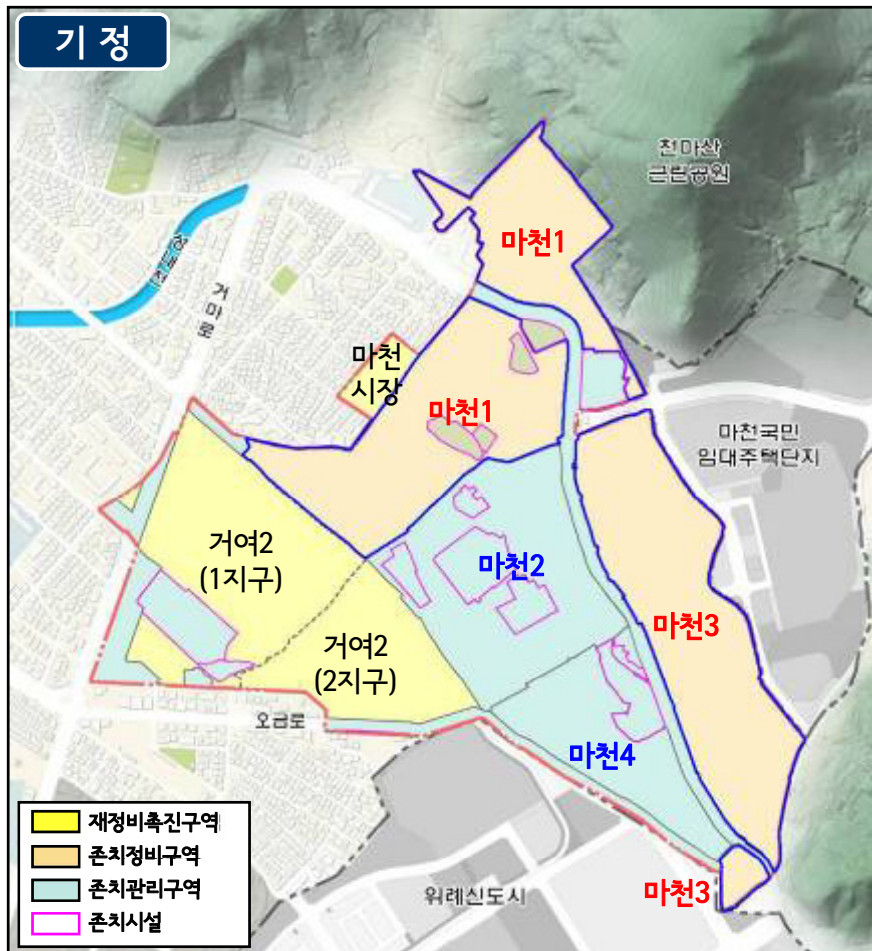 기 정
천마산
근린공원
마천1
성내천
거마로
마천
시장
마천1
마천국민
임대주택단지
거여2
(1지구)
마천2
마천3
거여2
(2지구)
오금로
마천4
재정비촉진구역
존치정비구역
존치관리구역
존치시설
위례신도시
마천3